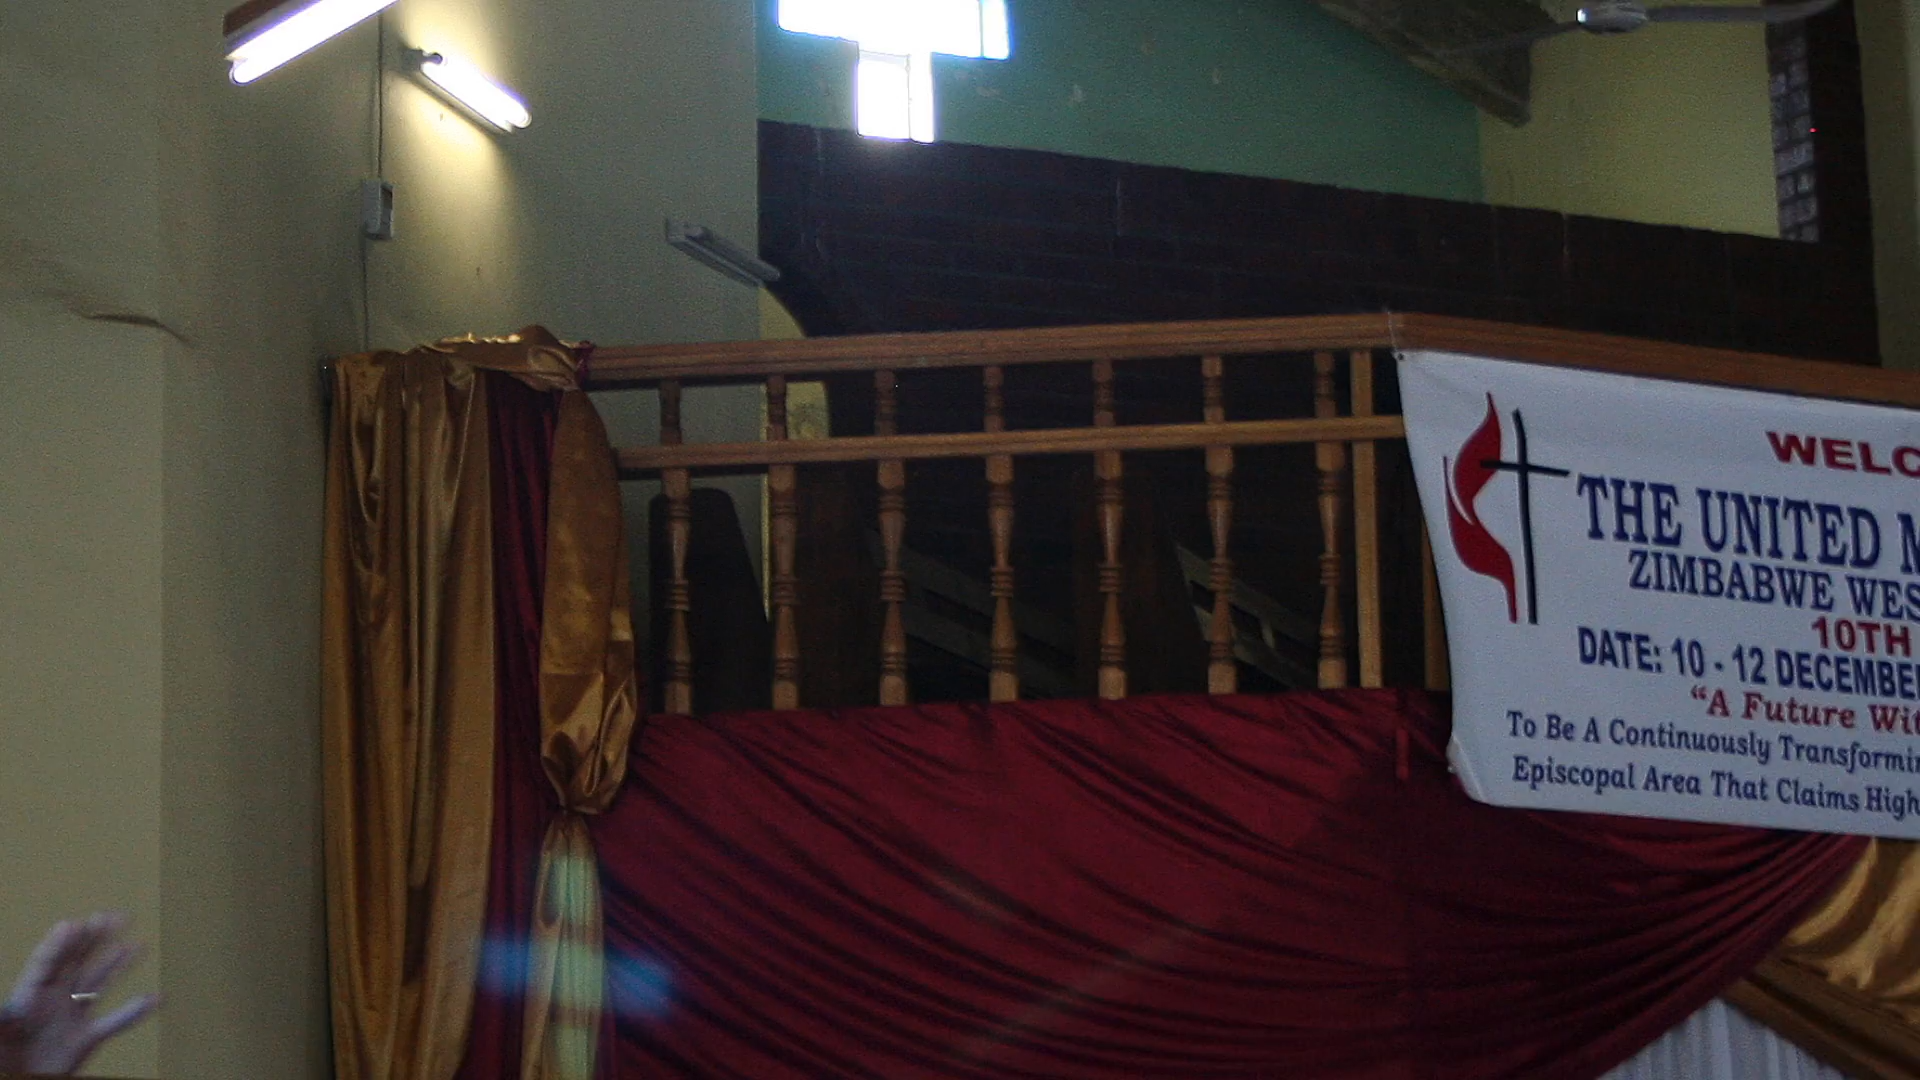 WELC
THE UNITED M
ZIMBABWE WES
10TH
DATE: 10 - 12 DECEMBE
"A Future Wit
To Be A Continuously Transformin
Episcopal Area That Claims High